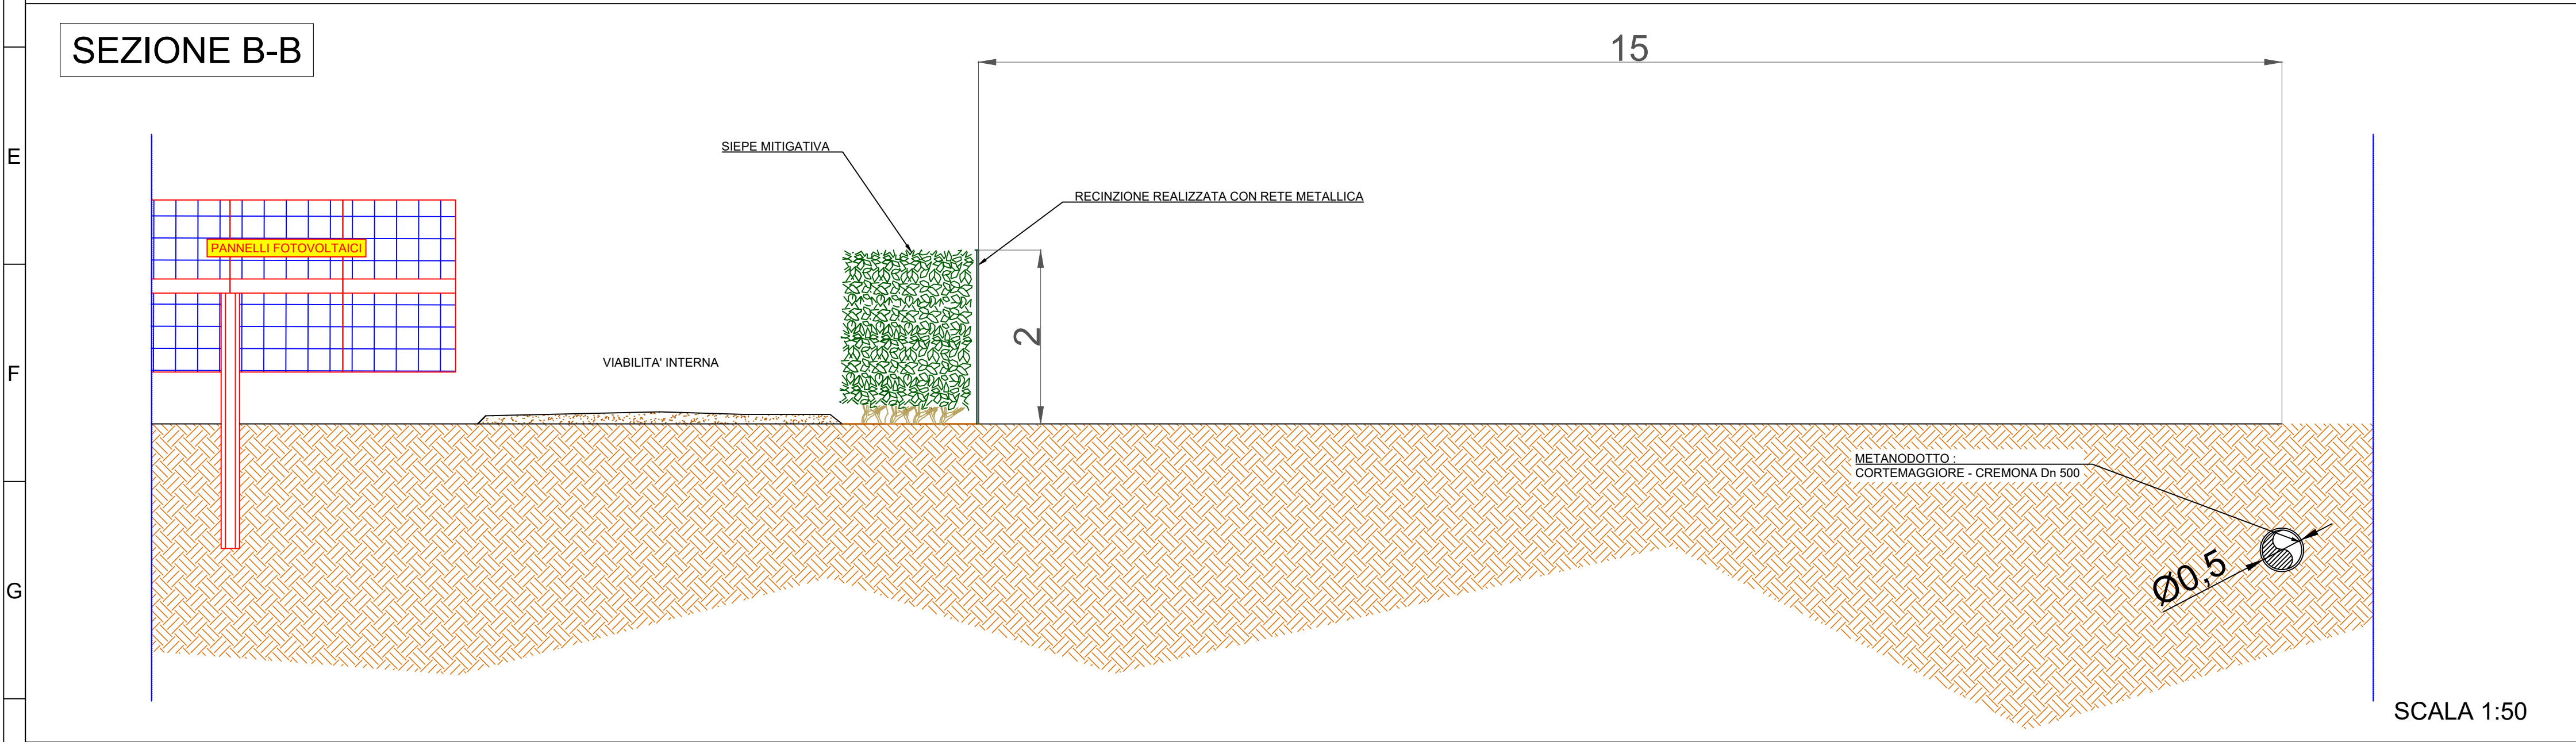 SEZIONE B-B
15
E
SIEPE MITIGATIVA
RECINZIONE REALIZZATA CON RETE METALLICA
PANNELLI FOTOVOLTAICI
2
F
VIABILITA' INTERNA
METANODOTTO :
CORTEMAGGIORE - CREMONA Dn 500
Ø0,5
G
SCALA 1:50